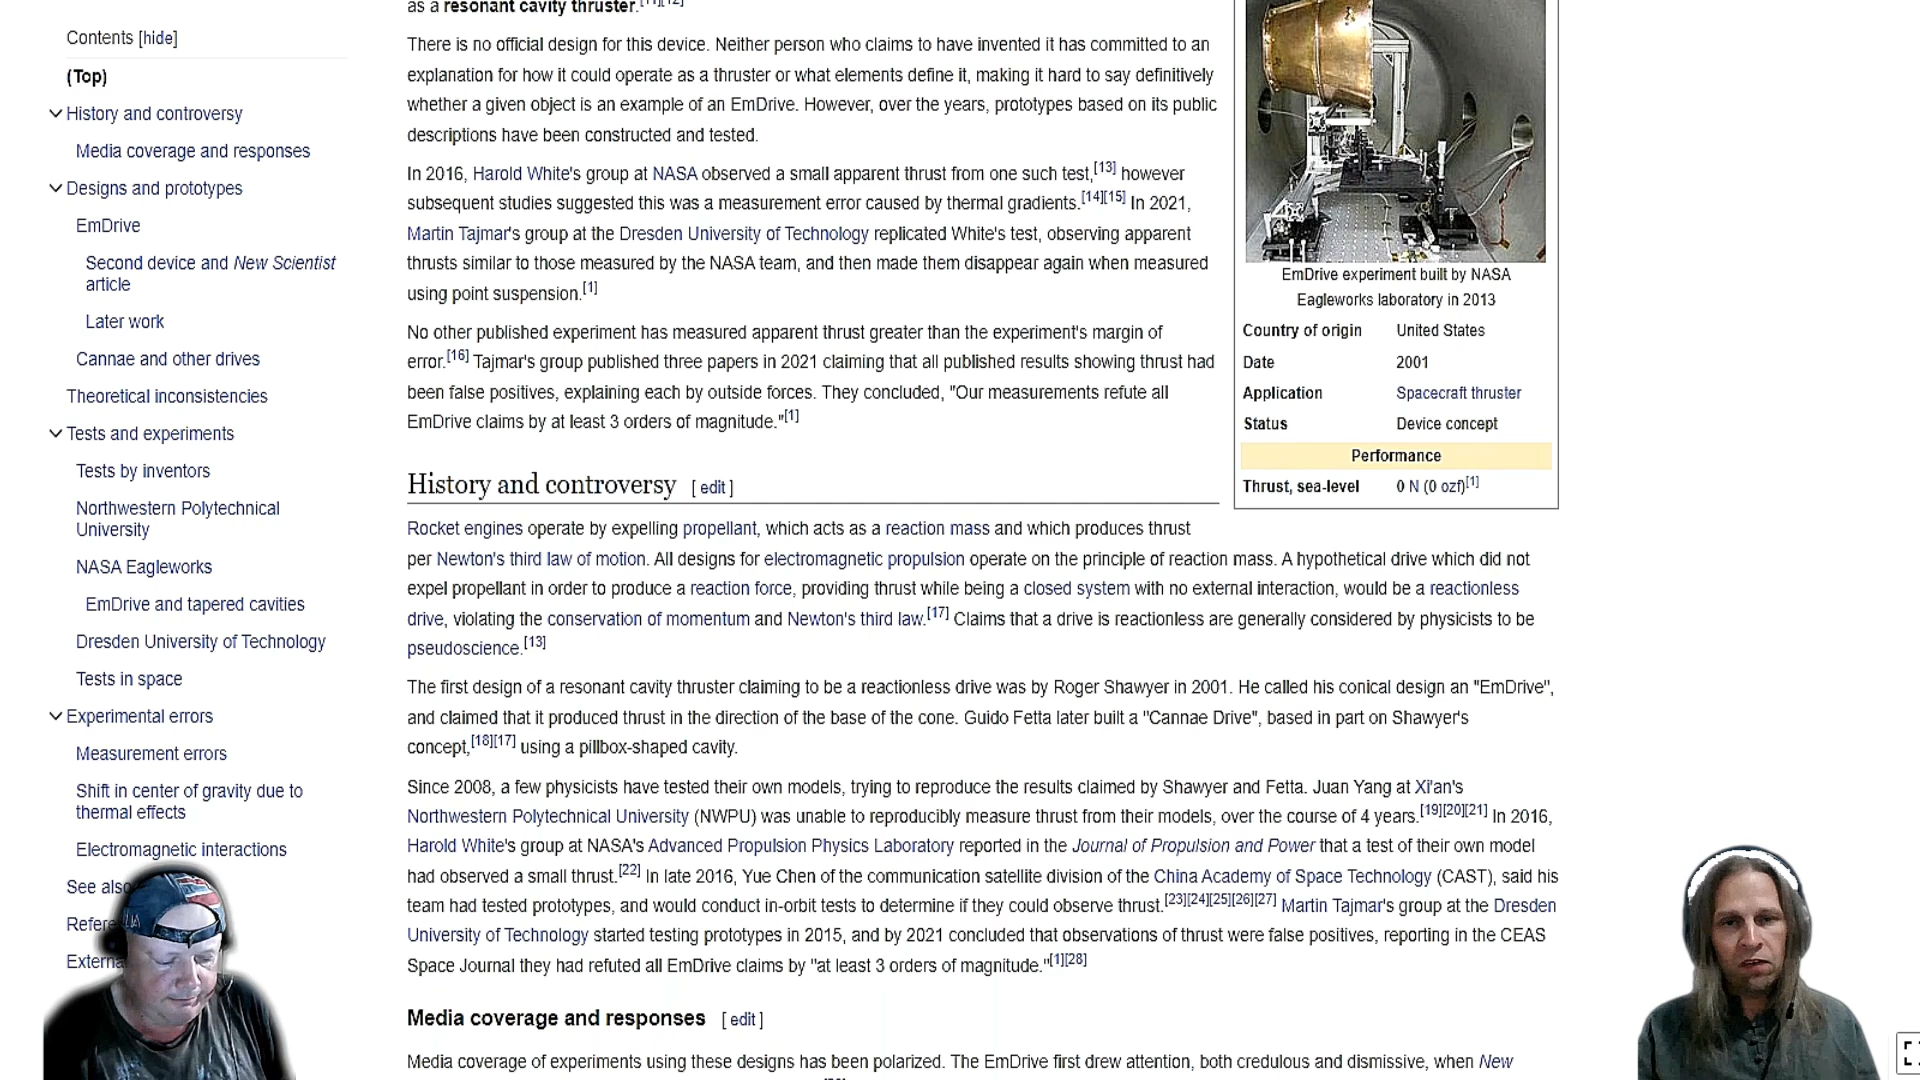 Contents [hide]
(Top)
History and controversy
Media coverage and responses
Designs and prototypes
EmDrive
Second device and New Scientist
article
Later work
Cannae and other drives
Theoretical inconsistencies
Tests and experiments
Tests by inventors
Northwestern Polytechnical
University
NASA Eagleworks
EmDrive and tapered cavities
Dresden University of Technology
Tests in space
Experimental errors
Measurement errors
Shift in center of gravity due to
thermal effects
Electromagnetic interactions
See also
as a resonant cavity thruster.[11][12]
There is no official design for this device. Neither person who claims to have invented it has committed to an
explanation for how it could operate as a thruster or what elements define it, making it hard to say definitively
whether a given object is an example of an EmDrive. However, over the years, prototypes based on its public
descriptions have been constructed and tested.
In 2016, Harold White's group at NASA observed a small apparent thrust from one such test,[13] however
subsequent studies suggested this was a measurement error caused by thermal gradients.[14][15] In 2021,
Martin Tajmar's group at the Dresden University of Technology replicated White's test, observing apparent
thrusts similar to those measured by the NASA team, and then made them disappear again when measured
using point suspension.[1]
No other published experiment has measured apparent thrust greater than the experiment's margin of
error.[16] Tajmar's group published three papers in 2021 claiming that all published results showing thrust had
been false positives, explaining each by outside forces. They concluded, "Our measurements refute all
EmDrive claims by at least 3 orders of magnitude."[1]
EmDrive experiment built by NASA
Eagleworks laboratory in 2013
Country of origin United States
Date 2001
Application Spacecraft thruster
Status Device concept
Performance
Thrust, sea-level 0 N (0 ozf)[1]
History and controversy [ edit ]
Rocket engines operate by expelling propellant, which acts as a reaction mass and which produces thrust
per Newton's third law of motion. All designs for electromagnetic propulsion operate on the principle of reaction mass. A hypothetical drive which did not
expel propellant in order to produce a reaction force, providing thrust while being a closed system with no external interaction, would be a reactionless
drive, violating the conservation of momentum and Newton's third law.[17] Claims that a drive is reactionless are generally considered by physicists to be
pseudoscience.[13]
The first design of a resonant cavity thruster claiming to be a reactionless drive was by Roger Shawyer in 2001. He called his conical design an "EmDrive",
and claimed that it produced thrust in the direction of the base of the cone. Guido Fetta later built a "Cannae Drive", based in part on Shawyer's
concept,[18][17] using a pillbox-shaped cavity.
Since 2008, a few physicists have tested their own models, trying to reproduce the results claimed by Shawyer and Fetta. Juan Yang at Xi'an's
Northwestern Polytechnical University (NWPU) was unable to reproducibly measure thrust from their models, over the course of 4 years.[19][20][21] In 2016,
Harold White's group at NASA's Advanced Propulsion Physics Laboratory reported in the Journal of Propulsion and Power that a test of their own model
had observed a small thrust.[22] In late 2016, Yue Chen of the communication satellite division of the China Academy of Space Technology (CAST), said his
team had tested prototypes, and would conduct in-orbit tests to determine if they could observe thrust.[23][24][25][26][27] Martin Tajmar's group at the Dresden
University of Technology started testing prototypes in 2015, and by 2021 concluded that observations of thrust were false positives, reporting in the CEAS
Space Journal they had refuted all EmDrive claims by "at least 3 orders of magnitude."[1][28]
Media coverage and responses [ edit ]
Media coverage of experiments using these designs has been polarized. The EmDrive first drew attention, both credulous and dismissive, when New